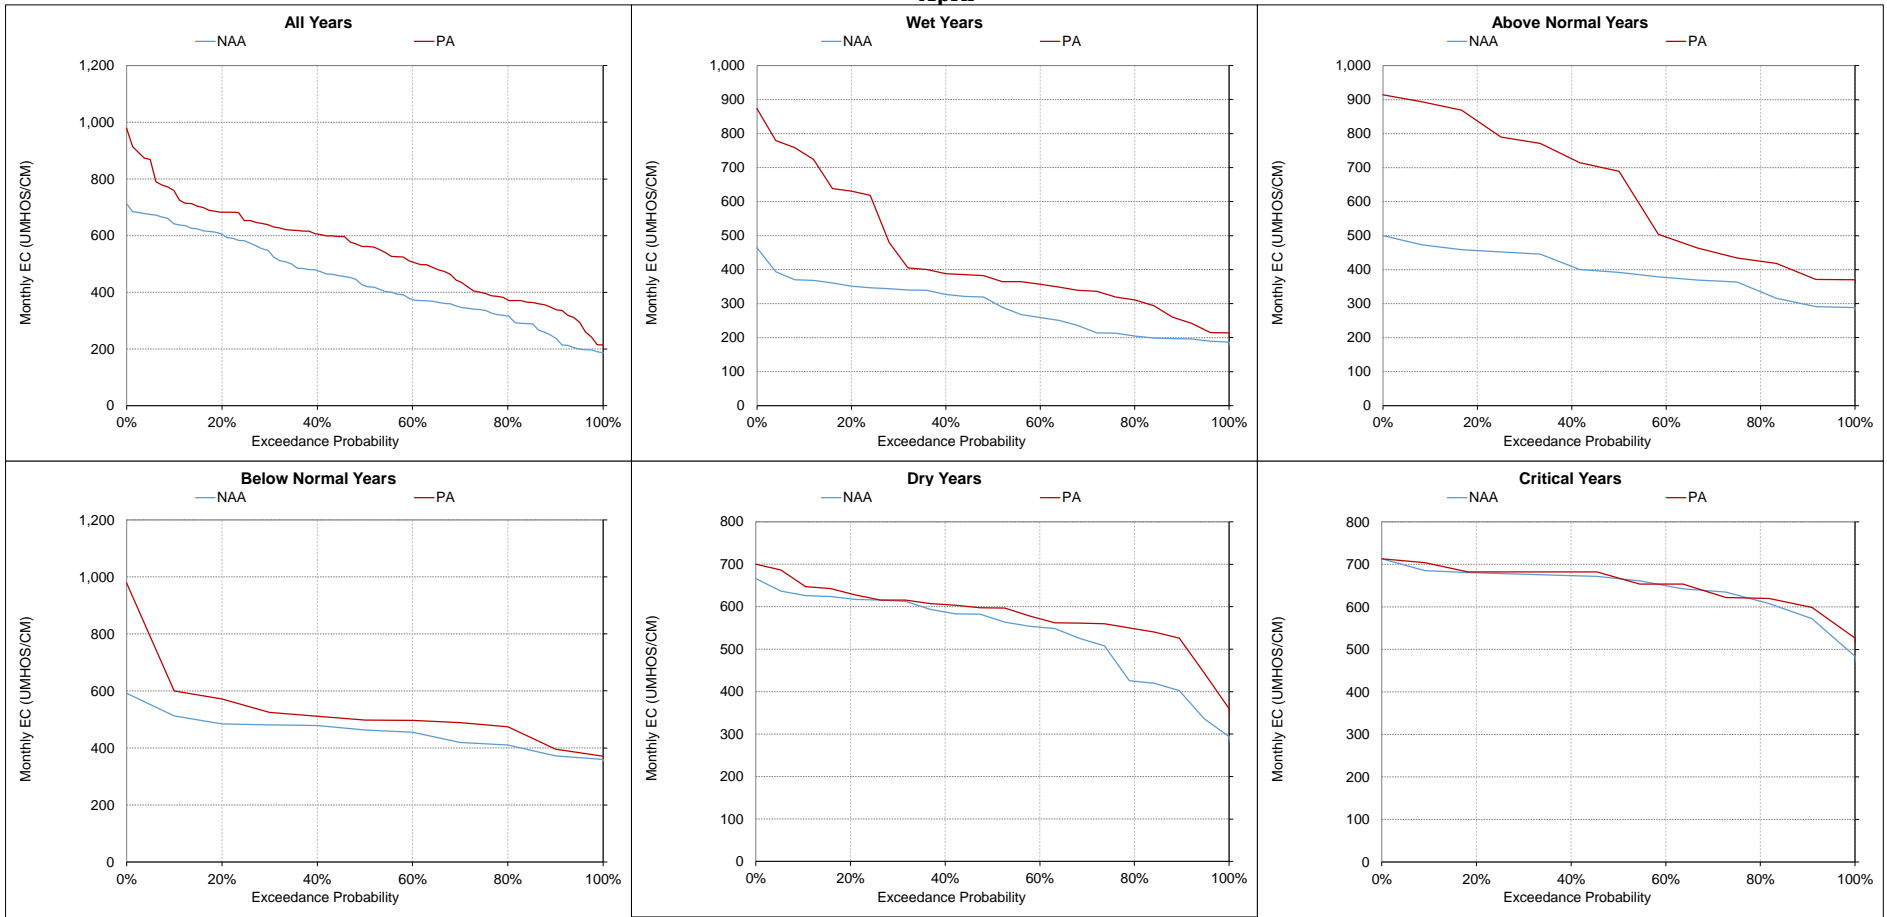 All Years
NAA PA
1,200
1,000
800
600
400
200
0
0% 20% 40% 60% 80% 100%
Monthly EC (UMHOS/CM)
Exceedance Probability
Wet Years
NAA PA
1,000
900
800
700
600
500
400
300
200
100
0
0% 20% 40% 60% 80% 100%
Monthly EC (UMHOS/CM)
Exceedance Probability
Above Normal Years
NAA PA
1,000
900
800
700
600
500
400
300
200
100
0
0% 20% 40% 60% 80% 100%
Monthly EC (UMHOS/CM)
Exceedance Probability
Below Normal Years
NAA PA
1,200
1,000
800
600
400
200
0
0% 20% 40% 60% 80% 100%
Monthly EC (UMHOS/CM)
Exceedance Probability
Dry Years
NAA PA
800
700
600
500
400
300
200
100
0
0% 20% 40% 60% 80% 100%
Monthly EC (UMHOS/CM)
Exceedance Probability
Critical Years
NAA PA
800
700
600
500
400
300
200
100
0
0% 20% 40% 60% 80% 100%
Monthly EC (UMHOS/CM)
Exceedance Probability